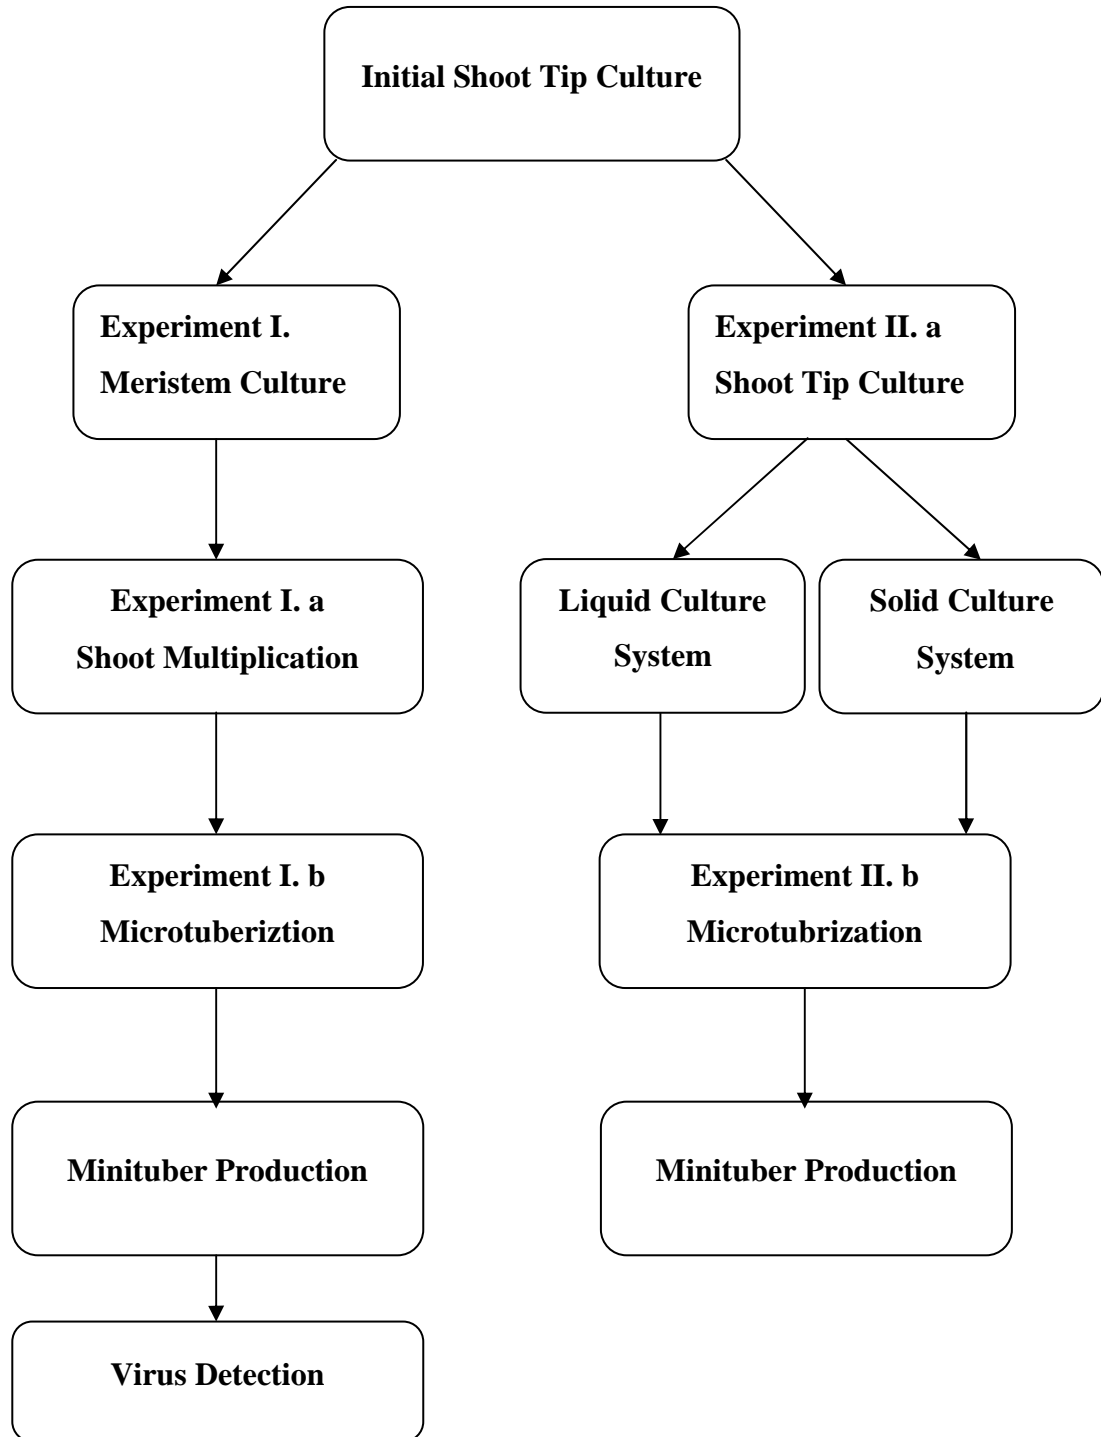 Initial Shoot Tip Culture
Experiment I.
Meristem Culture
Experiment II. a
Shoot Tip Culture
Experiment I. a
Shoot Multiplication
Liquid Culture
System
Solid Culture
System
Experiment I. b
Microtuberiztion
Experiment II. b
Microtubrization
Minituber Production
Minituber Production
Virus Detection